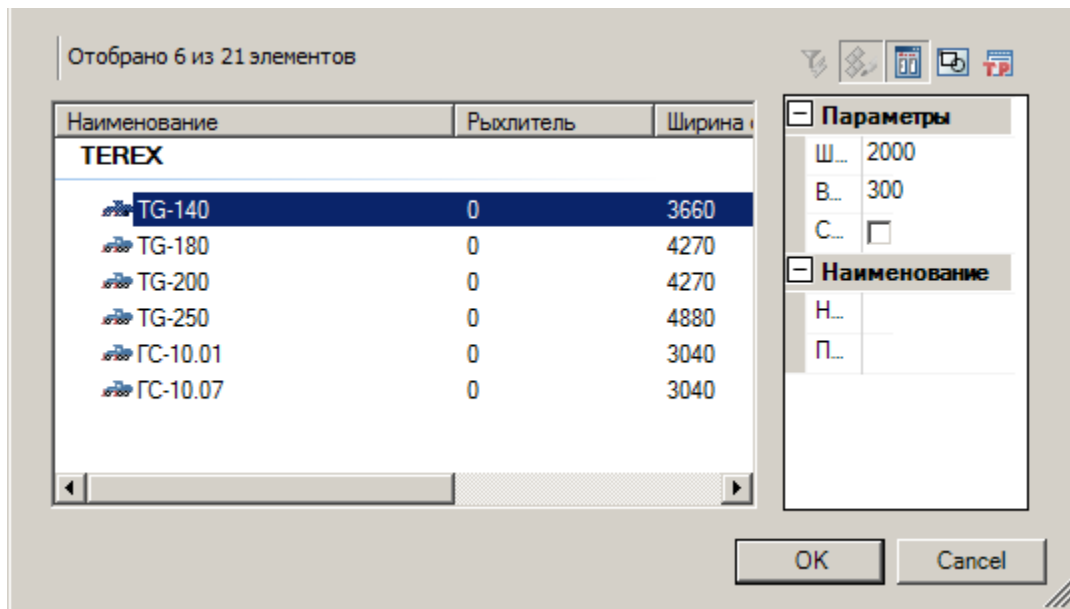 Отобрано 6 из 21 элементов
TP
Наименование Рыхлитель Ширина
TEREX
TG-140 0 3660
TG-180 0 4270
TG-200 0 4270
TG-250 0 4880
ГС-10.01 0 3040
ГС-10.07 0 3040
Параметры
Ш... 2000
В... 300
С...
Наименование
Н...
П...
OK Cancel